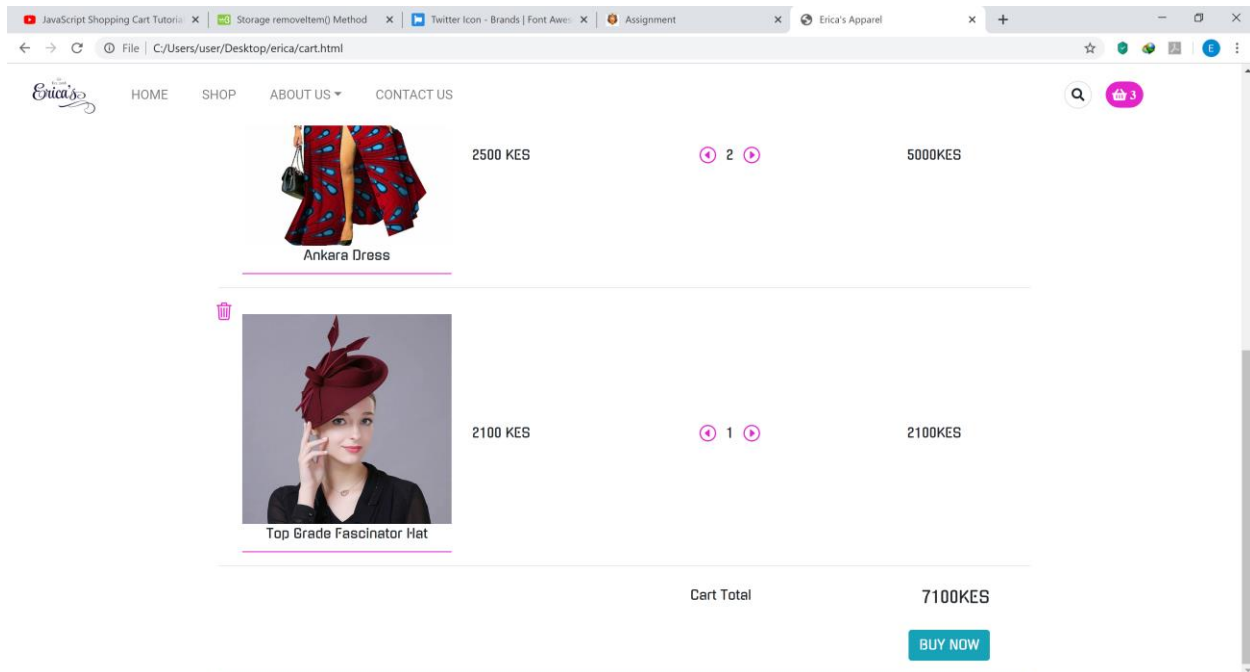 JavaScript Shopping Cart Tutoria
Storage removeItem() Method
Twitter Icon - Brands | Font Awes
Assignment
Erica's Apparel
File | C:/Users/user/Desktop/erica/cart.html
E
Erica's
HOME SHOP ABOUT US CONTACT US
3
2500 KES 2 5000KES
Ankara Dress
2100 KES 1 2100KES
Top Grade Fascinator Hat
Cart Total 7100KES
BUY NOW